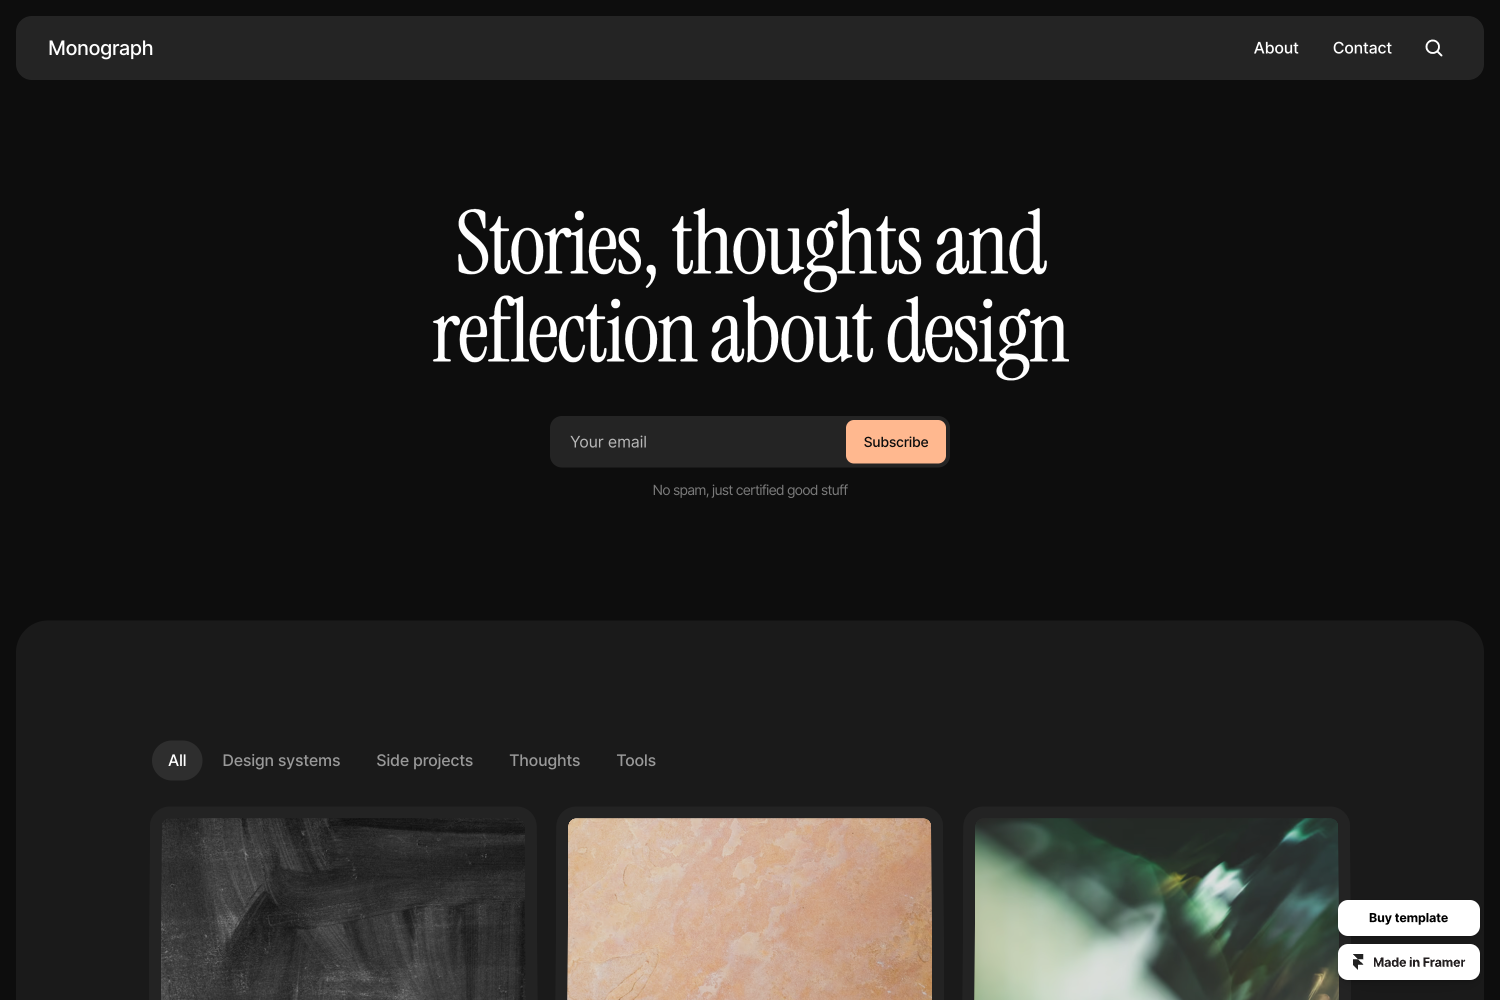 Monograph
About
Contact
Stories, thoughts and
reflection about design
Your email
Subscribe
No spam, just certified good stuff
All
Design systems
Side projects
Thoughts
Tools
Buy template
Made in Framer